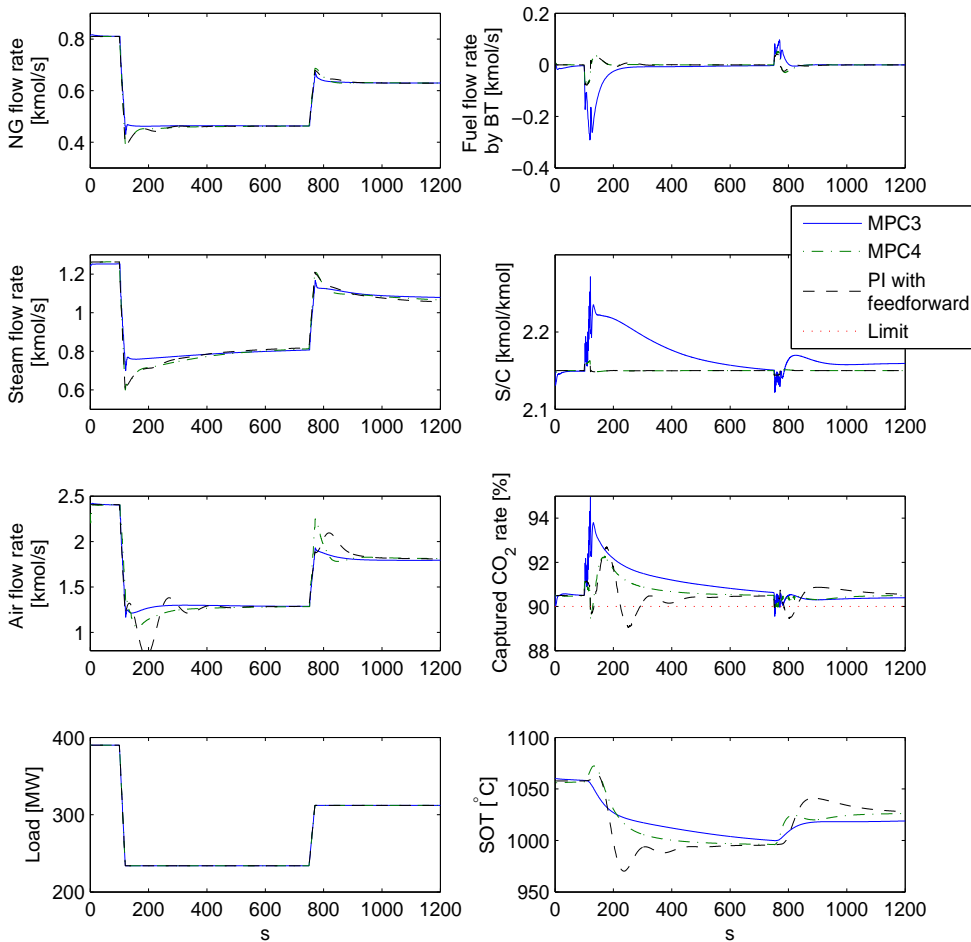 0.8
0.6
0.4
NG flow rate
[kmol/s]
0 200 400 600 800 1000 1200
0.2
0
−0.2
−0.4
Fuel flow rate
by BT [kmol/s]
0 200 400 600 800 1000 1200
1.2
1
0.8
0.6
Steam flow rate
[kmol/s]
0 200 400 600 800 1000 1200
2.2
2.1
S/C [kmol/kmol]
0 200 400 600 800 1000 1200
MPC3
MPC4
PI with
feedforward
Limit
2.5
2
1.5
1
Air flow rate
[kmol/s]
0 200 400 600 800 1000 1200
94
92
90
88
Captured CO2 rate [%]
0 200 400 600 800 1000 1200
400
300
200
Load [MW]
0 200 400 600 800 1000 1200
s
1100
1050
1000
950
SOT [°C]
0 200 400 600 800 1000 1200
s